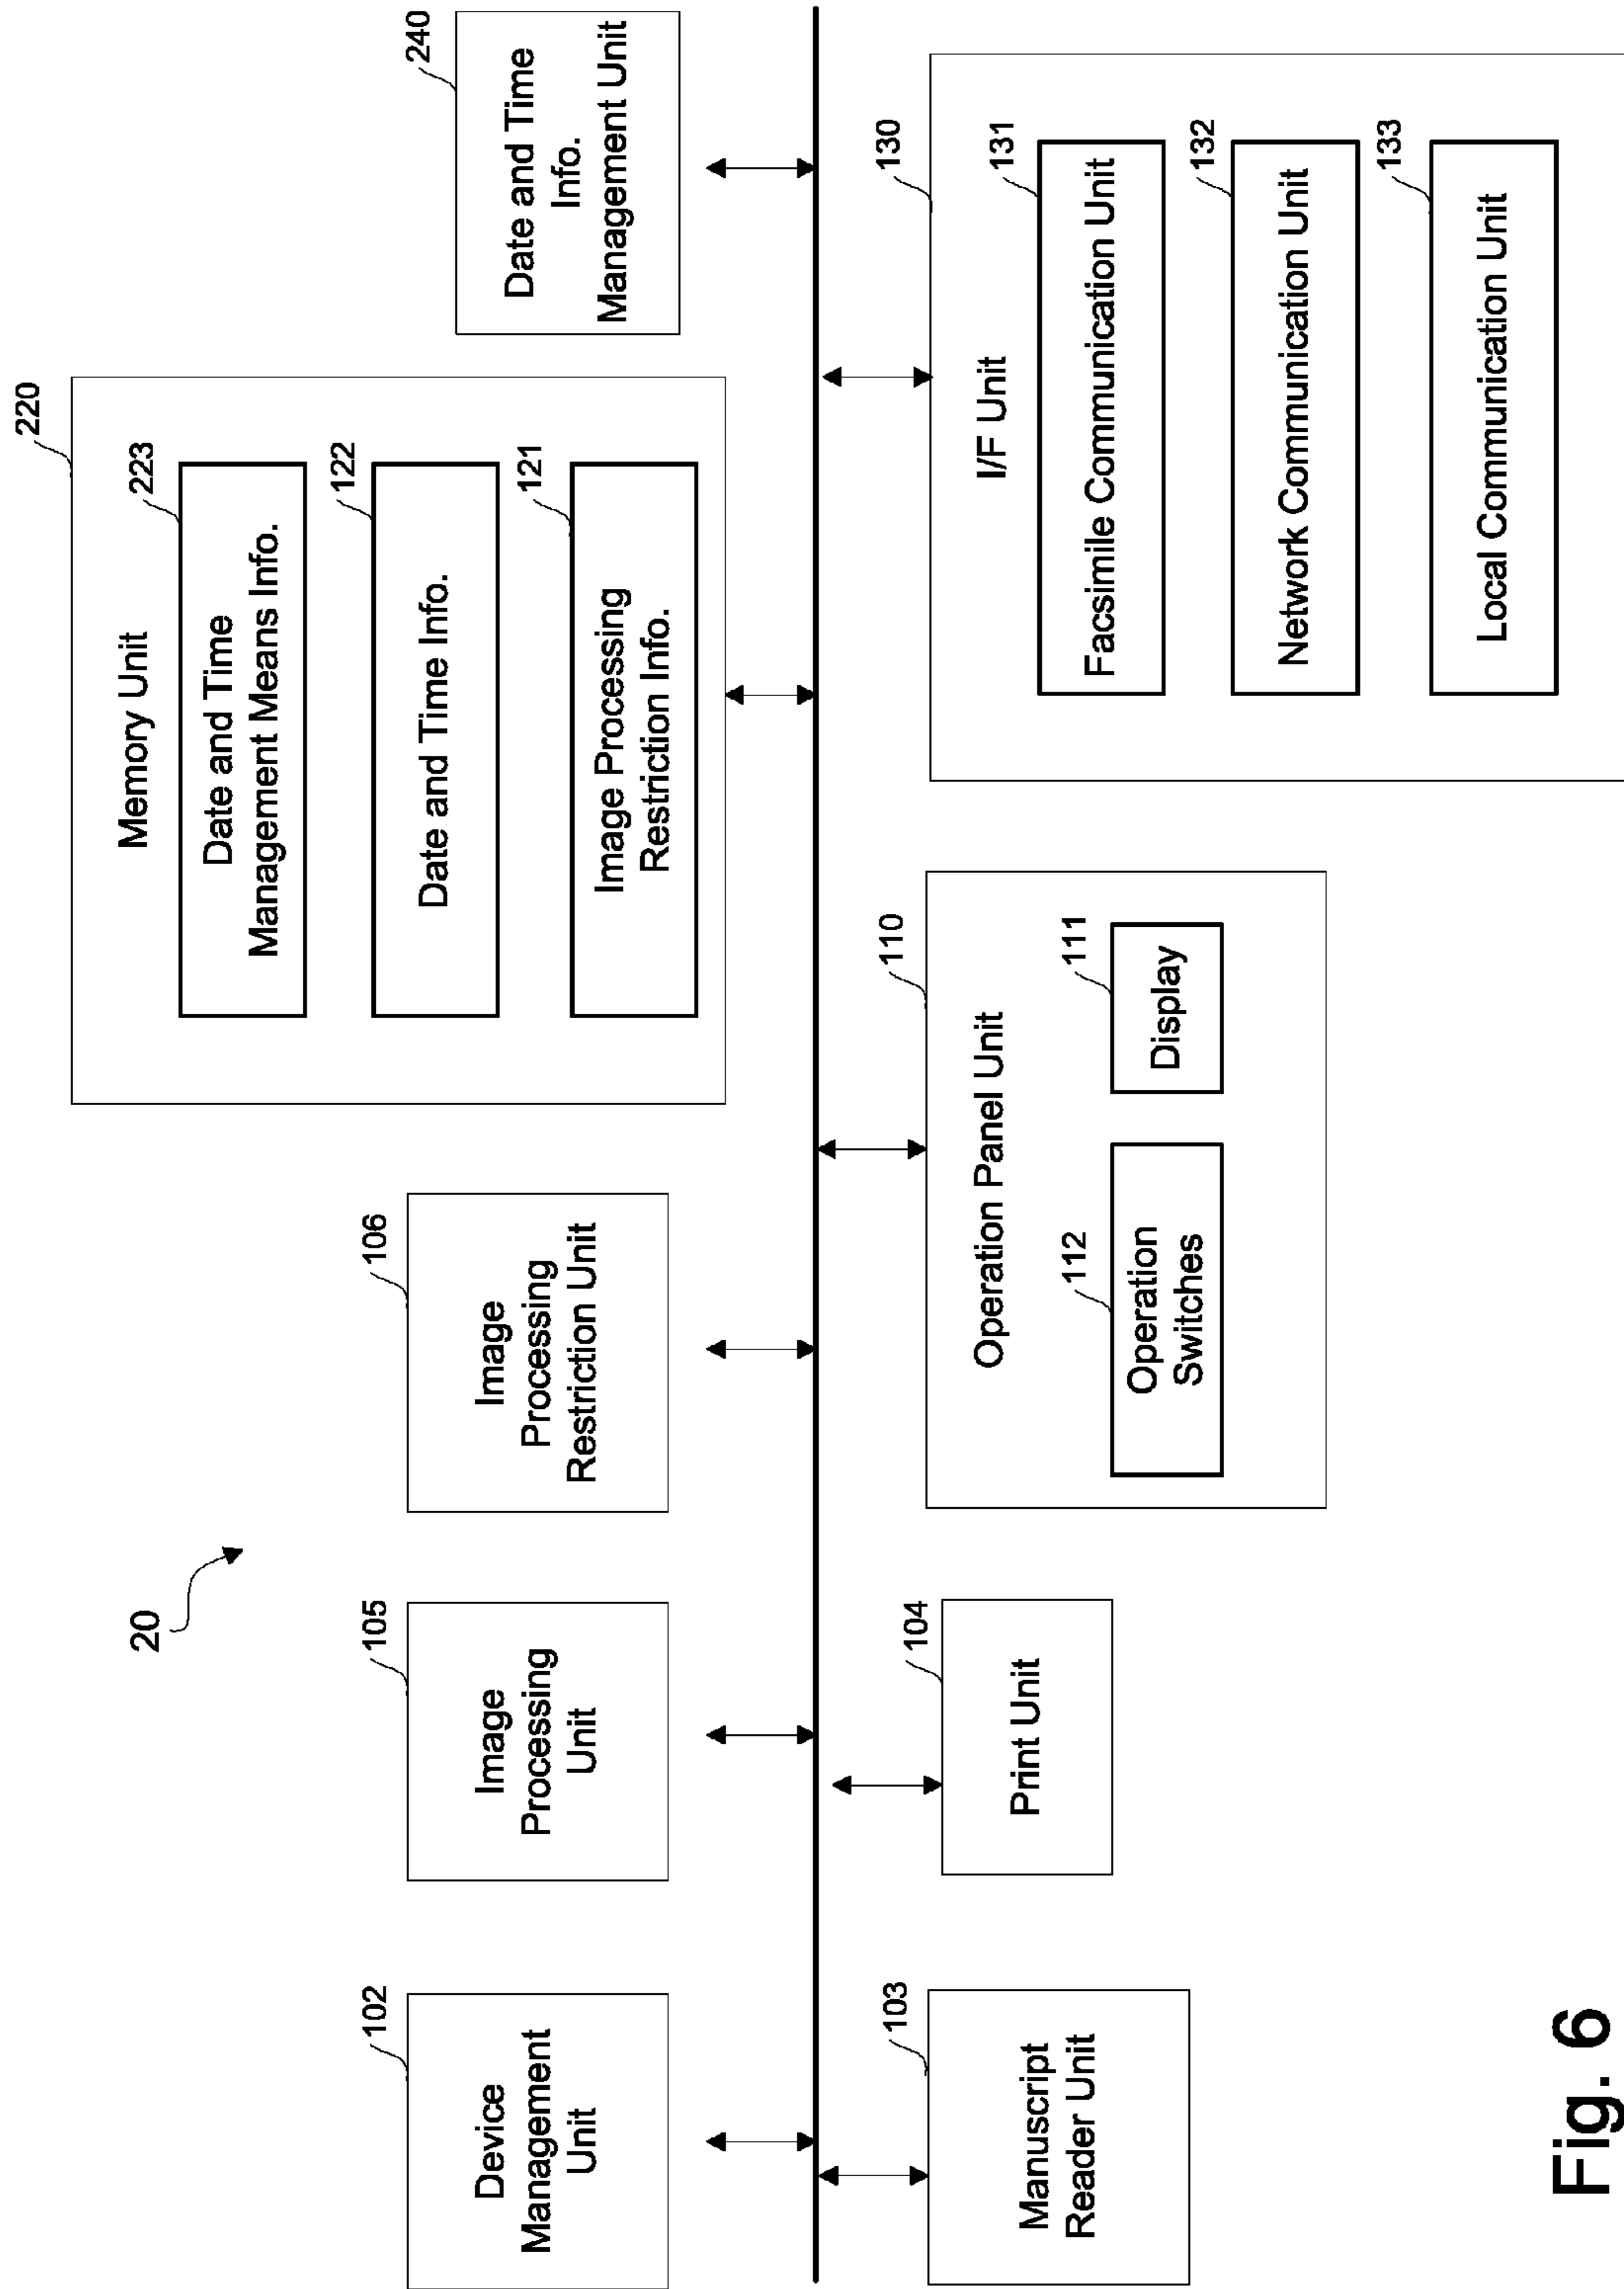 20
102
Device
Management
Unit
105
Image
Processing
Unit
106
Image
Processing
Restriction Unit
220
Memory Unit
223
Date and Time
Management Means Info.
122
Date and Time Info.
121
Image Processing
Restriction Info.
240
Date and Time
Info.
Management Unit
103
Manuscript
Reader Unit
104
Print Unit
110
Operation Panel Unit
112
Operation
Switches
111
Display
130
I/F Unit
131
Facsimile Communication Unit
132
Network Communication Unit
133
Local Communication Unit
Fig. 6